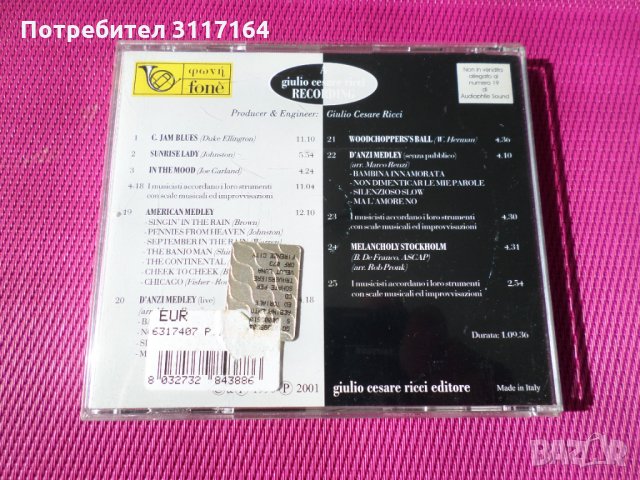 Потребител 3117164
φωνή
fonè
giulio cesare ricci
RECORDING
Non in vendita
allegato al
numero 19
di
Audiophile Sound
Producer & Engineer: Giulio Cesare Ricci
1 C. JAM BLUES (Duke Ellington) 11.10
2 SUNRISE LADY (Johnston) 5.54
3 IN THE MOOD (Joe Garland) 4.24
4.18 I musicisti accordano i loro strumenti 11.04
con scale musicali ed improvvisazioni
19 AMERICAN MEDLEY 12.10
- SINGIN' IN THE RAIN (Brown)
- PENNIES FROM HEAVEN (Johnston)
- SEPTEMBER IN THE RAIN
- THE BANJO MAN
- THE CONTINENTAL
- CHEEK TO CHEEK
- CHICAGO (Fisher
20 D'ANZI MEDLEY (live) .18
21 WOODCHOPPERS'S BALL (W. Herman) 4.36
22 D'ANZI MEDLEY (senza pubblico) 4.10
(arr. Marco Renzi)
- BAMBINA INNAMORATA
- NON DIMENTICAR LE MIE PAROLE
- SILENZIOSO SLOW
- MA L'AMORE NO
23 I musicisti accordano i loro strumenti 4.30
con scale musicali ed improvvisazioni
24 MELANCHOLY STOCKHOLM 4.31
(B. De Franco, ASCAP)
(arr. Rob Pronk)
25 I musicisti accordano i loro strumenti 2.54
con scale musicali ed improvvisazioni
Durata: 1.09.36
EUR
6317407 P
8 032732 843886
℗ 2001
giulio cesare ricci editore
Made in Italy
BAZAR